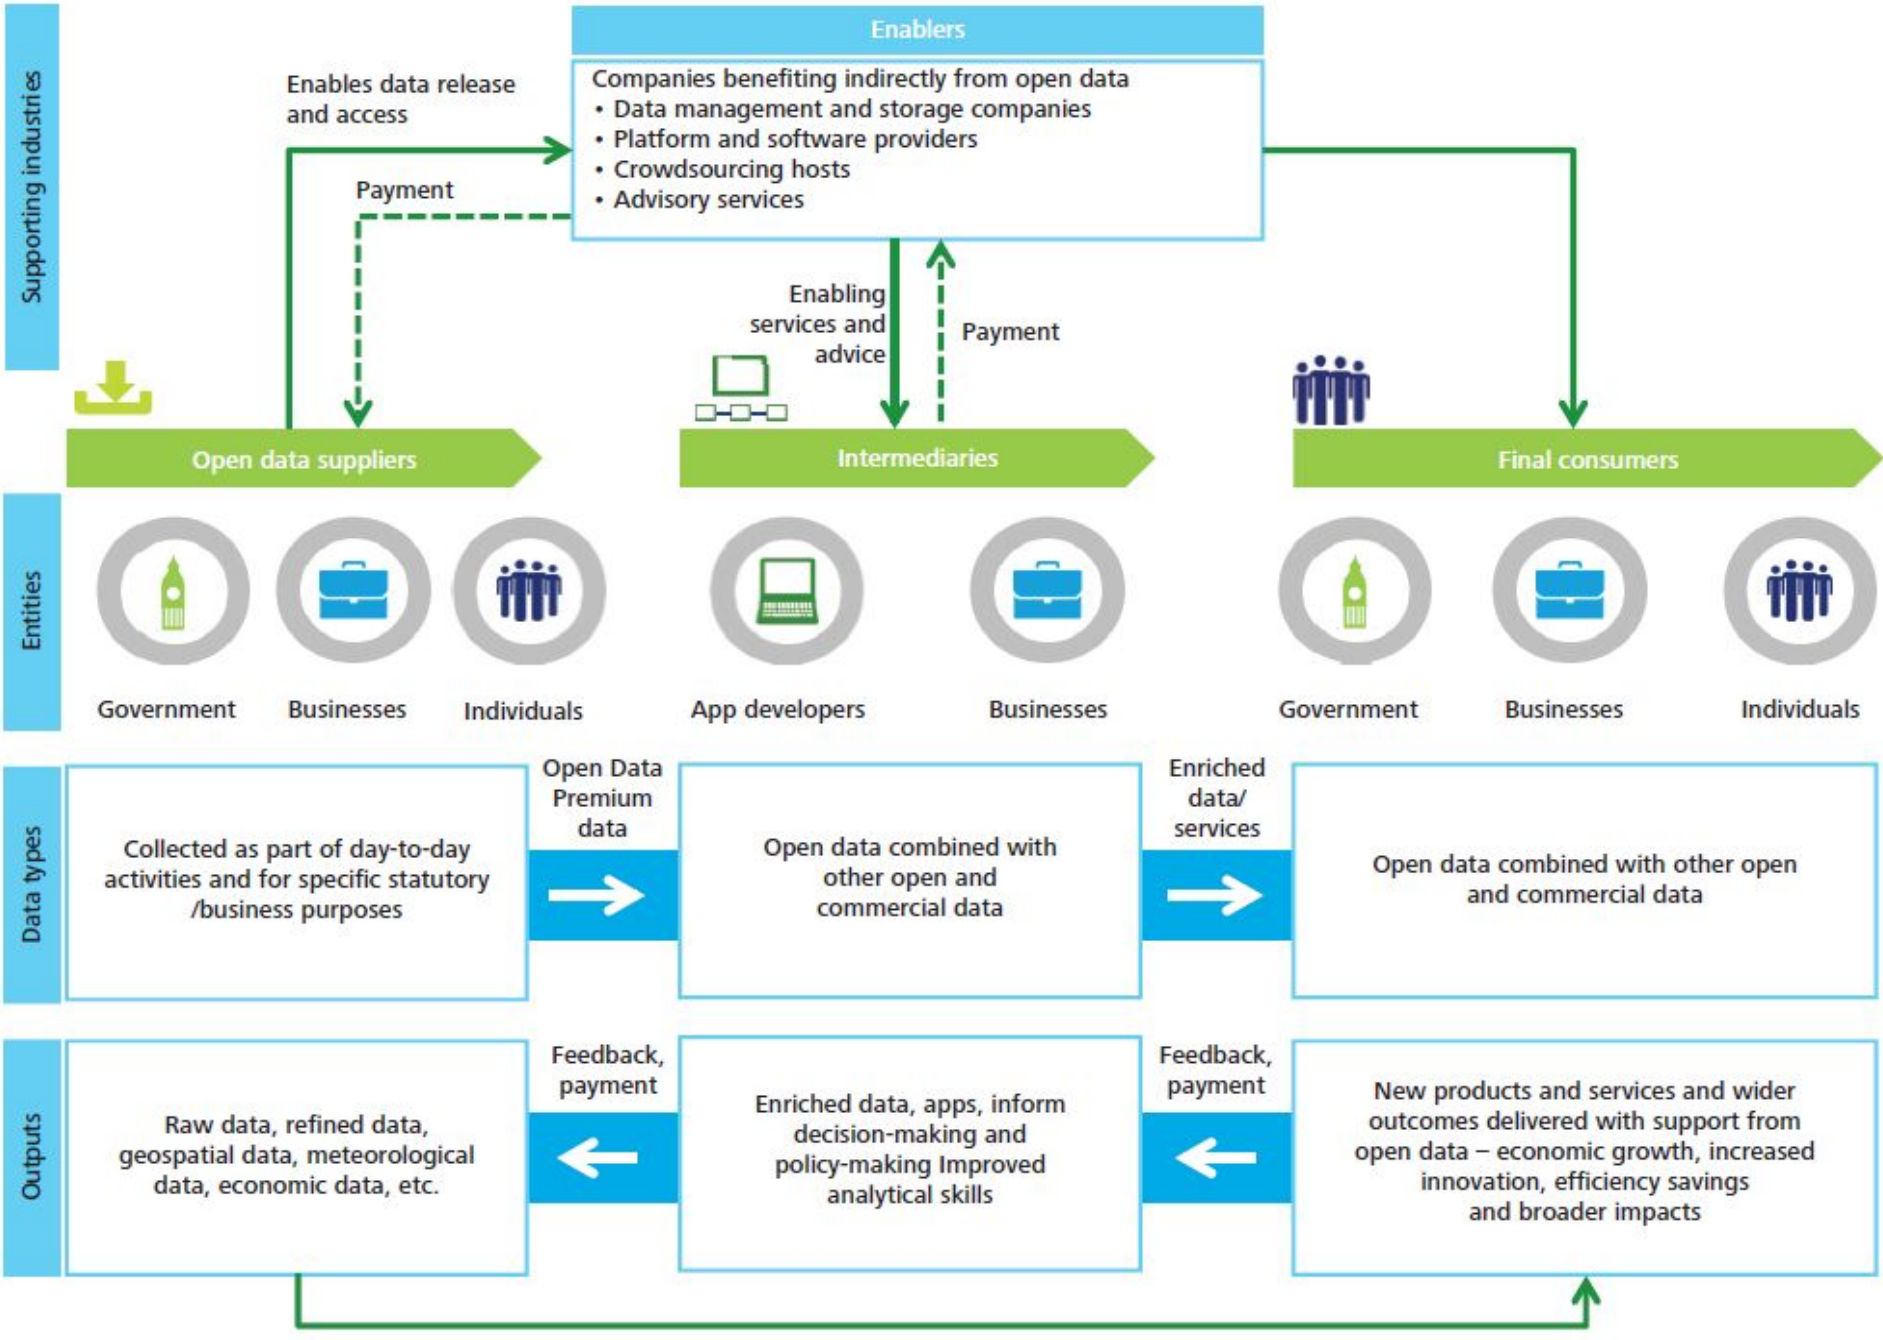 Supporting industries
Enablers
Companies benefiting indirectly from open data
• Data management and storage companies
• Platform and software providers
• Crowdsourcing hosts
• Advisory services
Enables data release
and access
Payment
Enabling
services and
advice
Payment
Open data suppliers
Intermediaries
Final consumers
Entities
Government
Businesses
Individuals
App developers
Businesses
Government
Businesses
Individuals
Data types
Collected as part of day-to-day
activities and for specific statutory
/business purposes
Open Data
Premium
data
Open data combined with
other open and
commercial data
Enriched
data/
services
Open data combined with other open
and commercial data
Outputs
Raw data, refined data,
geospatial data, meteorological
data, economic data, etc.
Feedback,
payment
Enriched data, apps, inform
decision-making and
policy-making Improved
analytical skills
Feedback,
payment
New products and services and wider
outcomes delivered with support from
open data – economic growth, increased
innovation, efficiency savings
and broader impacts